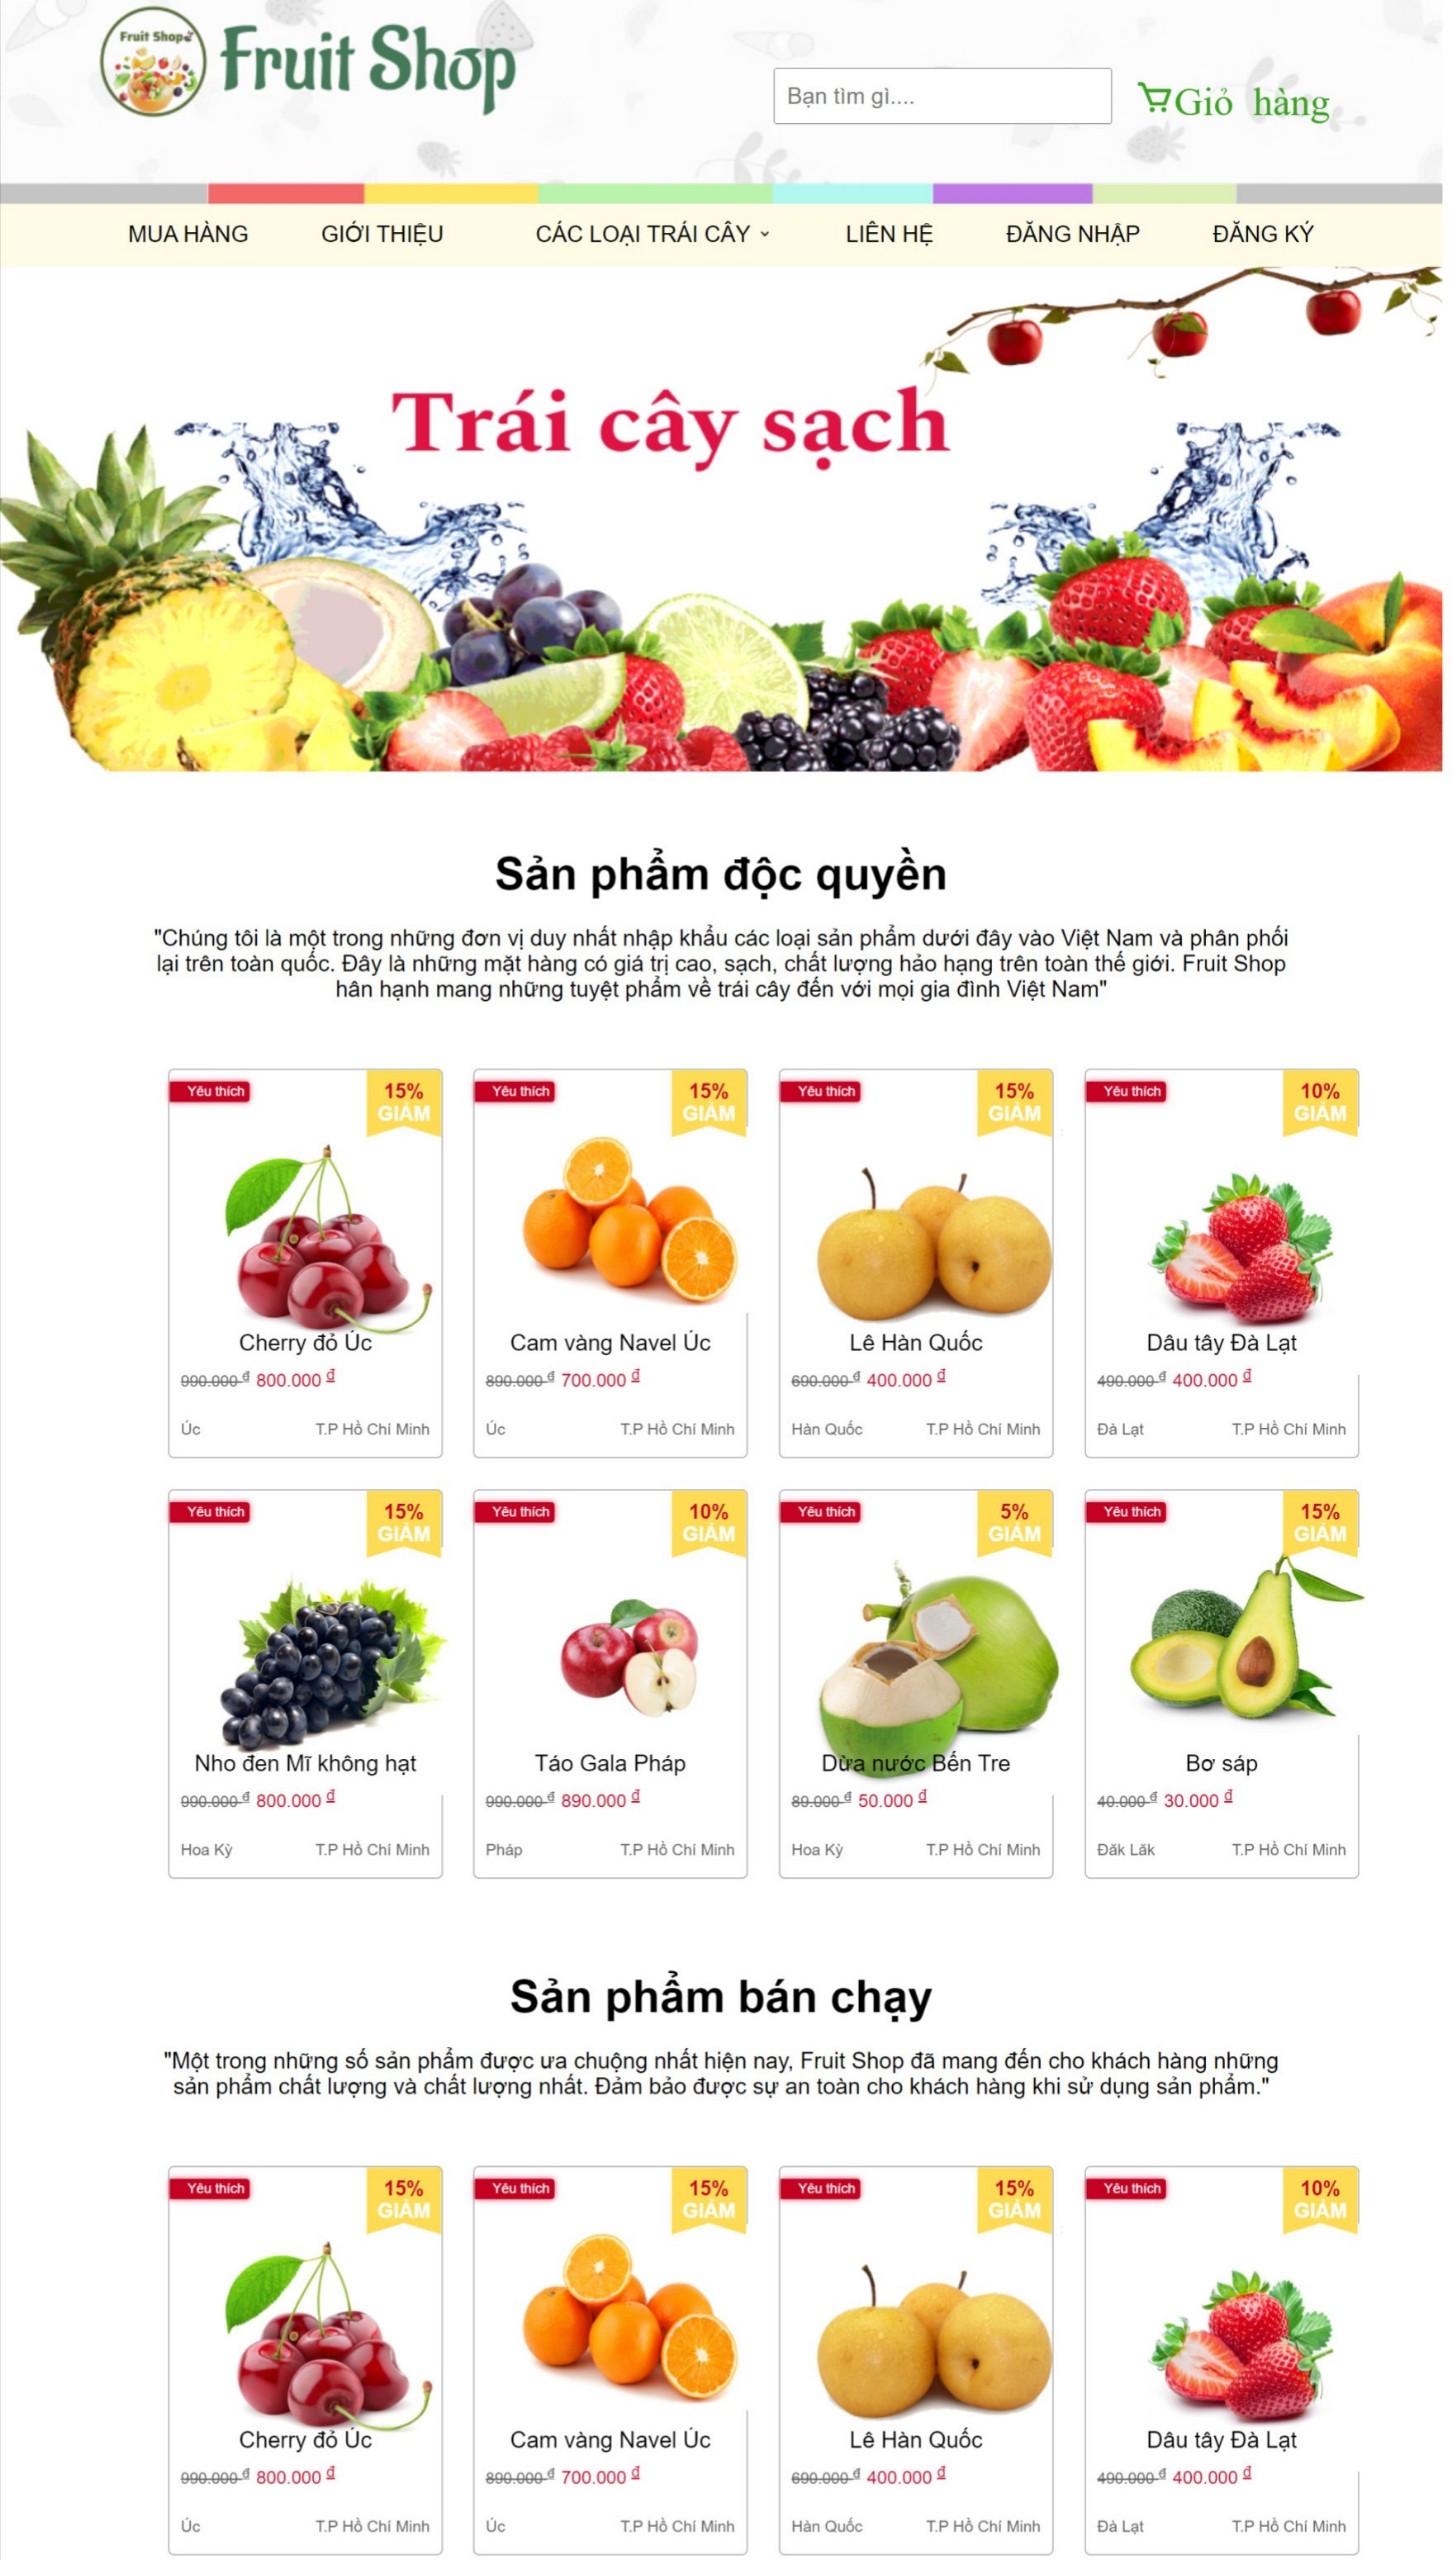 Fruit Shop
Fruit Shop
Bạn tìm gì....
Giỏ hàng
MUA HÀNG
GIỚI THIỆU
CÁC LOẠI TRÁI CÂY
LIÊN HỆ
ĐĂNG NHẬP
ĐĂNG KÝ
Trái cây sạch
Sản phẩm độc quyền
"Chúng tôi là một trong những đơn vị duy nhất nhập khẩu các loại sản phẩm dưới đây vào Việt Nam và phân phối
lại trên toàn quốc. Đây là những mặt hàng có giá trị cao, sạch, chất lượng hảo hạng trên toàn thế giới. Fruit Shop
hân hạnh mang những tuyệt phẩm về trái cây đến với mọi gia đình Việt Nam"
Yêu thích
15%
GIẢM
Cherry đỏ Úc
990.000 đ 800.000 đ
Úc T.P Hồ Chí Minh
Yêu thích
15%
GIẢM
Cam vàng Navel Úc
890.000 đ 700.000 đ
Úc T.P Hồ Chí Minh
Yêu thích
15%
GIẢM
Lê Hàn Quốc
690.000 đ 400.000 đ
Hàn Quốc T.P Hồ Chí Minh
Yêu thích
10%
GIẢM
Dâu tây Đà Lạt
490.000 đ 400.000 đ
Đà Lạt T.P Hồ Chí Minh
Yêu thích
15%
GIẢM
Nho đen Mĩ không hạt
990.000 đ 800.000 đ
Hoa Kỳ T.P Hồ Chí Minh
Yêu thích
10%
GIẢM
Táo Gala Pháp
990.000 đ 890.000 đ
Pháp T.P Hồ Chí Minh
Yêu thích
5%
GIẢM
Dừa nước Bến Tre
89.000 đ 50.000 đ
Hoa Kỳ T.P Hồ Chí Minh
Yêu thích
15%
GIẢM
Bơ sáp
40.000 đ 30.000 đ
Đăk Lăk T.P Hồ Chí Minh
Sản phẩm bán chạy
"Một trong những số sản phẩm được ưa chuộng nhất hiện nay, Fruit Shop đã mang đến cho khách hàng những
sản phẩm chất lượng và chất lượng nhất. Đảm bảo được sự an toàn cho khách hàng khi sử dụng sản phẩm."
Yêu thích
15%
GIẢM
Cherry đỏ Úc
990.000 đ 800.000 đ
Úc T.P Hồ Chí Minh
Yêu thích
15%
GIẢM
Cam vàng Navel Úc
890.000 đ 700.000 đ
Úc T.P Hồ Chí Minh
Yêu thích
15%
GIẢM
Lê Hàn Quốc
690.000 đ 400.000 đ
Hàn Quốc T.P Hồ Chí Minh
Yêu thích
10%
GIẢM
Dâu tây Đà Lạt
490.000 đ 400.000 đ
Đà Lạt T.P Hồ Chí Minh